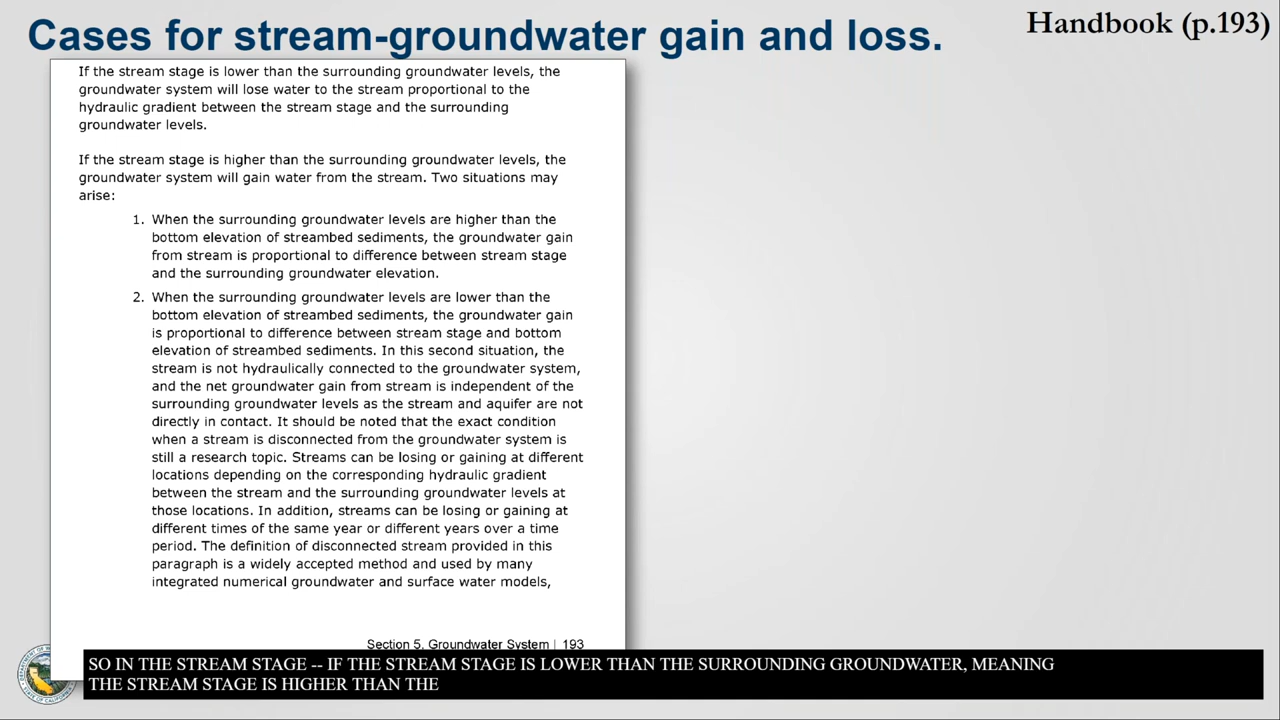 Cases for stream-groundwater gain and loss.
Handbook (p.193)
If the stream stage is lower than the surrounding groundwater levels, the
groundwater system will lose water to the stream proportional to the
hydraulic gradient between the stream stage and the surrounding
groundwater levels.
If the stream stage is higher than the surrounding groundwater levels, the
groundwater system will gain water from the stream. Two situations may
arise:
1. When the surrounding groundwater levels are higher than the
bottom elevation of streambed sediments, the groundwater gain
from stream is proportional to difference between stream stage
and the surrounding groundwater elevation.
2. When the surrounding groundwater levels are lower than the
bottom elevation of streambed sediments, the groundwater gain
is proportional to difference between stream stage and bottom
elevation of streambed sediments. In this second situation, the
stream is not hydraulically connected to the groundwater system,
and the net groundwater gain from stream is independent of the
surrounding groundwater levels as the stream and aquifer are not
directly in contact. It should be noted that the exact condition
when a stream is disconnected from the groundwater system is
still a research topic. Streams can be losing or gaining at different
locations depending on the corresponding hydraulic gradient
between the stream and the surrounding groundwater levels at
those locations. In addition, streams can be losing or gaining at
different times of the same year or different years over a time
period. The definition of disconnected stream provided in this
paragraph is a widely accepted method and used by many
integrated numerical groundwater and surface water models,
Section 5. Groundwater System | 193
SO IN THE STREAM STAGE -- IF THE STREAM STAGE IS LOWER THAN THE SURROUNDING GROUNDWATER, MEANING
THE STREAM STAGE IS HIGHER THAN THE